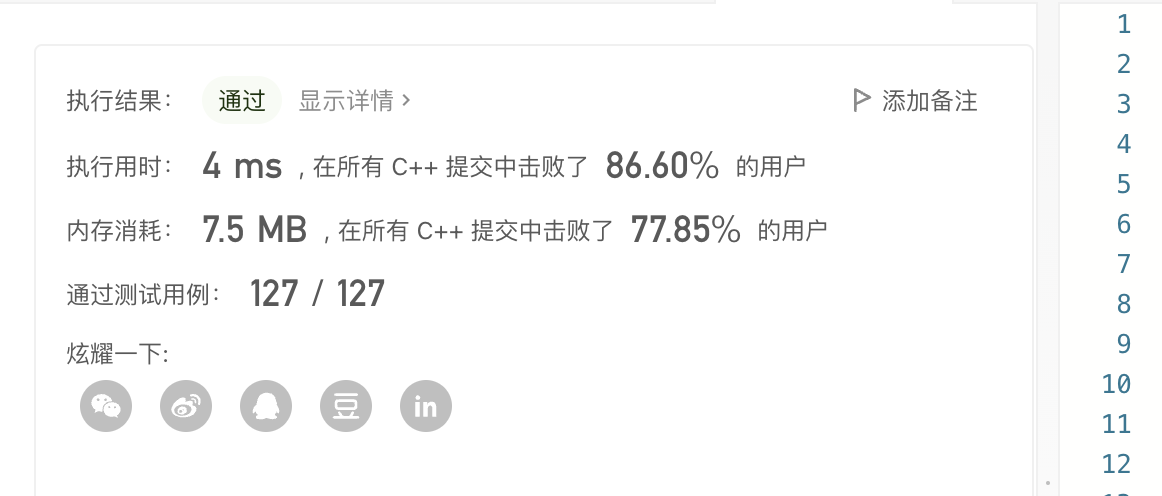 执行结果： 通过 显示详情 › 添加备注
执行用时： 4 ms ，在所有 C++ 提交中击败了 86.60% 的用户
内存消耗： 7.5 MB ，在所有 C++ 提交中击败了 77.85% 的用户
通过测试用例： 127 / 127
炫耀一下:
豆 in
1
2
3
4
5
6
7
8
9
10
11
12